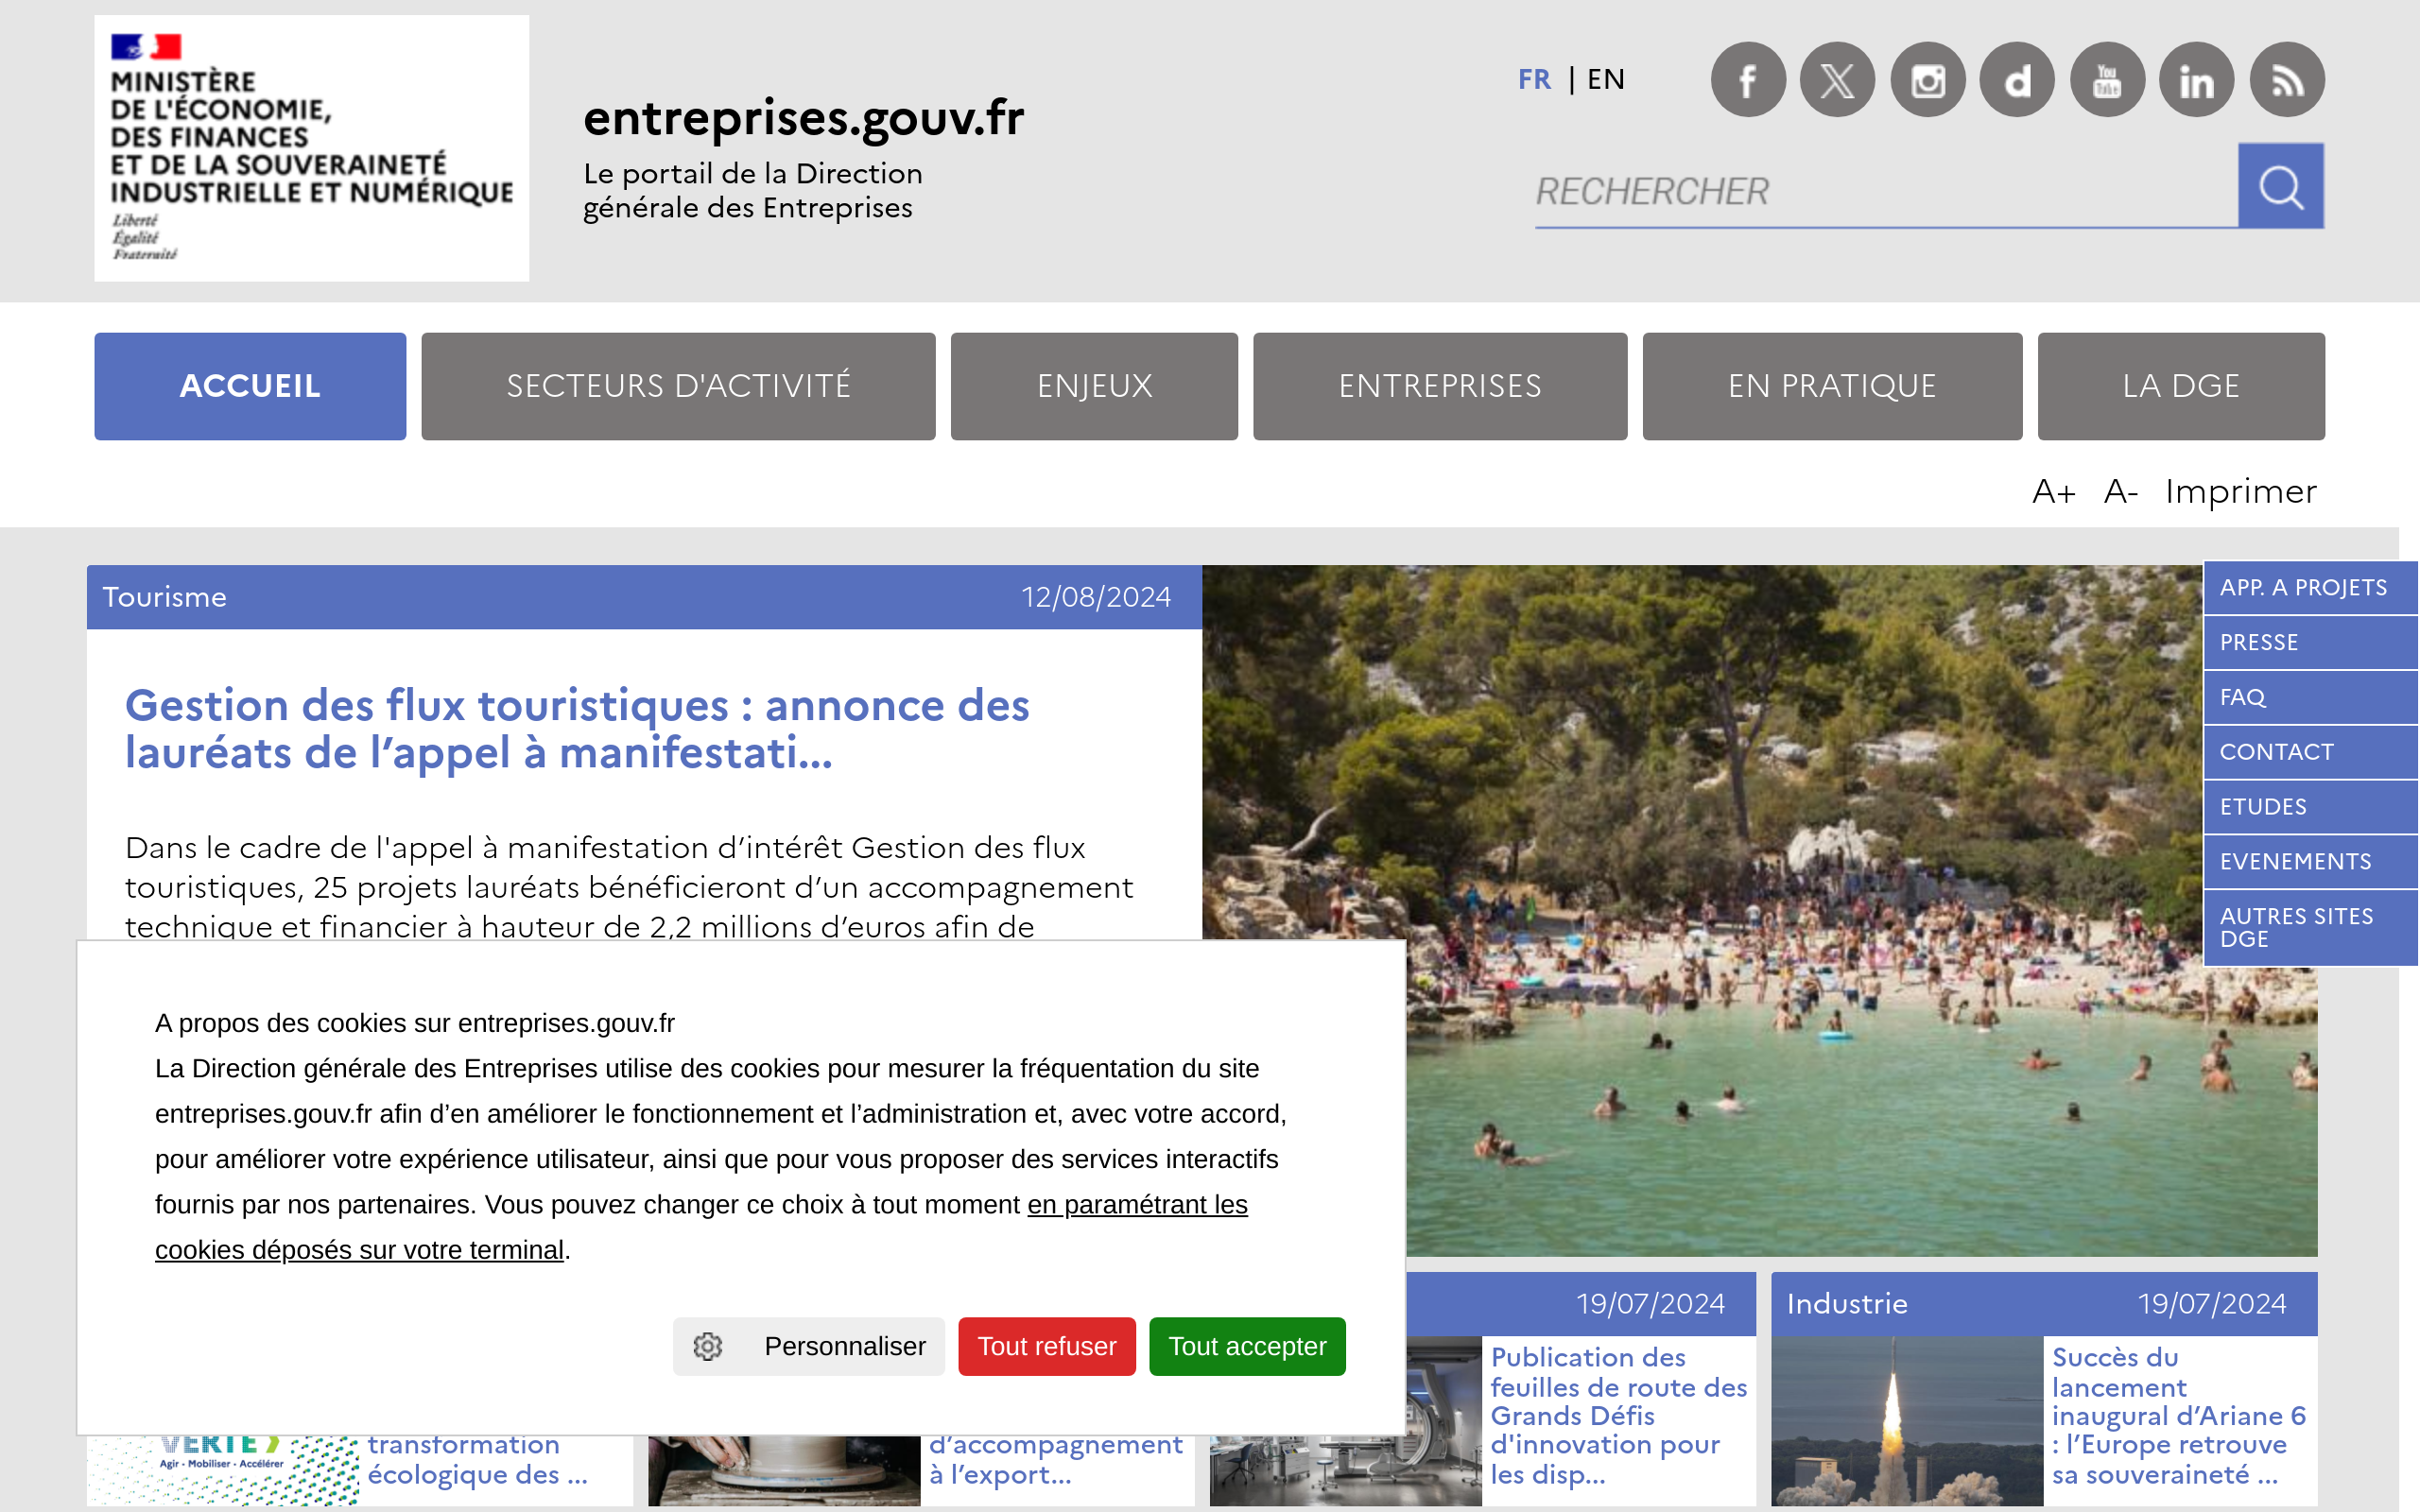 MINISTÈRE
DE L'ÉCONOMIE,
DES FINANCES
ET DE LA SOUVERAINETÉ
INDUSTRIELLE ET NUMÉRIQUE
Liberté
Égalité
Fraternité
entreprises.gouv.fr
Le portail de la Direction
générale des Entreprises
FR | EN
You
Tube
RECHERCHER
ACCUEIL
SECTEURS D'ACTIVITÉ
ENJEUX
ENTREPRISES
EN PRATIQUE
LA DGE
A+ A- Imprimer
Tourisme 12/08/2024
Gestion des flux touristiques : annonce des
lauréats de l’appel à manifestati...
Dans le cadre de l'appel à manifestation d’intérêt Gestion des flux
touristiques, 25 projets lauréats bénéficieront d’un accompagnement
technique et financier à hauteur de 2,2 millions d’euros afin de
APP. A PROJETS
PRESSE
FAQ
CONTACT
ETUDES
EVENEMENTS
AUTRES SITES
DGE
A propos des cookies sur entreprises.gouv.fr
La Direction générale des Entreprises utilise des cookies pour mesurer la fréquentation du site
entreprises.gouv.fr afin d’en améliorer le fonctionnement et l’administration et, avec votre accord,
pour améliorer votre expérience utilisateur, ainsi que pour vous proposer des services interactifs
fournis par nos partenaires. Vous pouvez changer ce choix à tout moment en paramétrant les
cookies déposés sur votre terminal.
Personnaliser
Tout refuser
Tout accepter
VERTE
Agir • Mobiliser • Accélérer
transformation
écologique des ...
d’accompagnement
à l’export...
19/07/2024
Publication des
feuilles de route des
Grands Défis
d'innovation pour
les disp...
Industrie 19/07/2024
Succès du
lancement
inaugural d’Ariane 6
: l’Europe retrouve
sa souveraineté ...